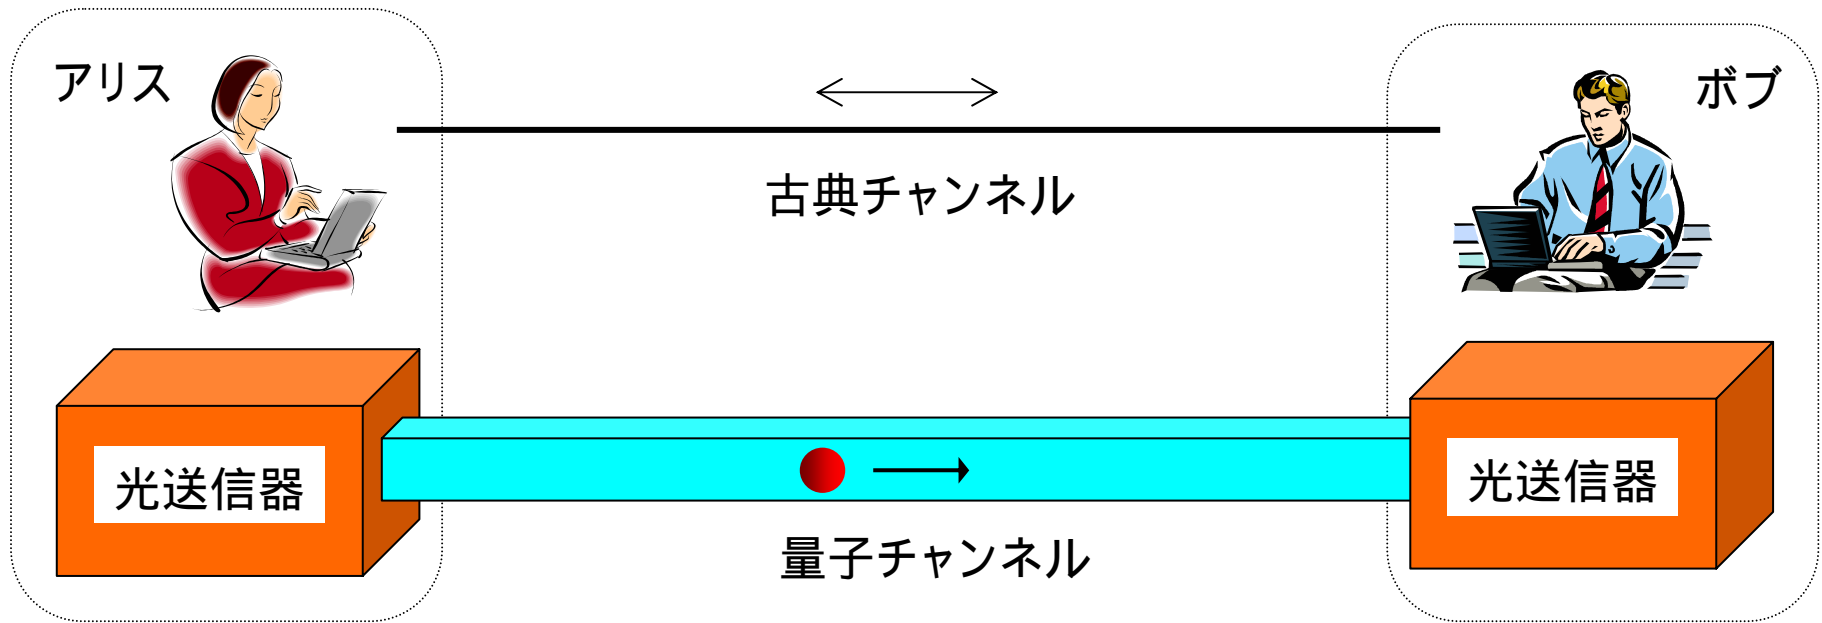 アリス
ボブ
古典チャンネル
光送信器
光送信器
量子チャンネル